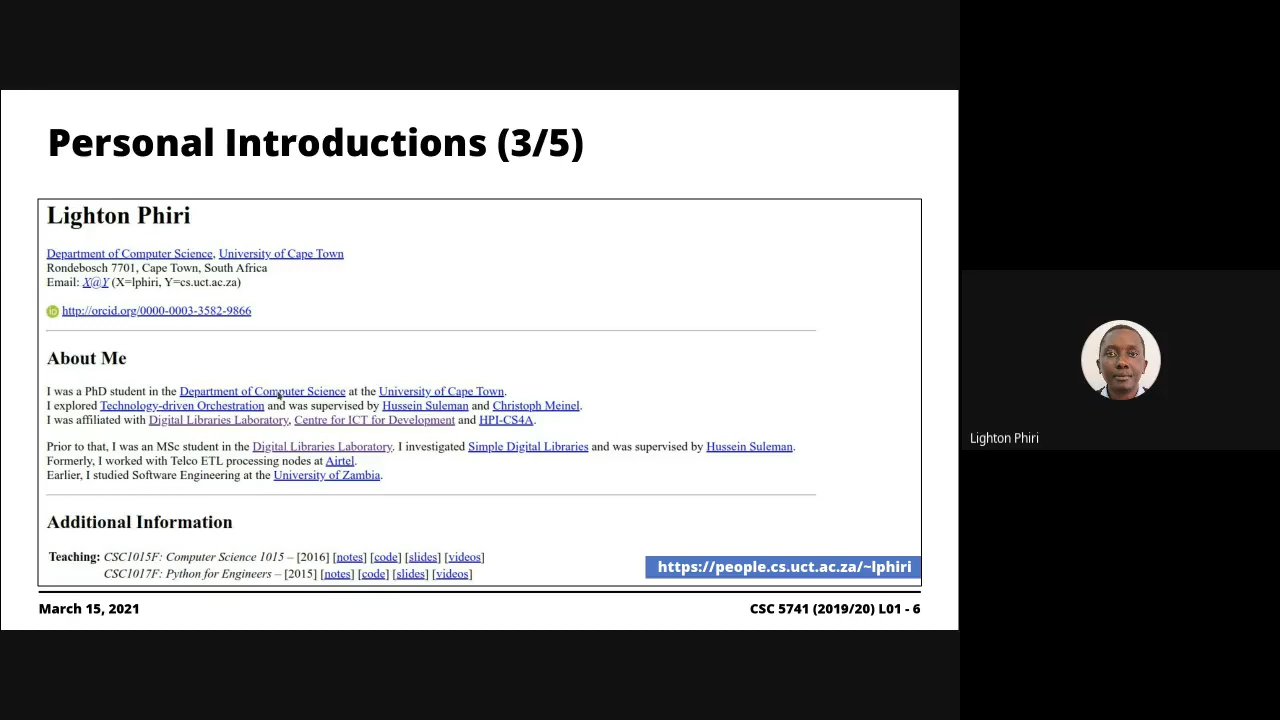 Personal Introductions (3/5)
Lighton Phiri
Department of Computer Science, University of Cape Town
Rondebosch 7701, Cape Town, South Africa
Email: X@Y (X=lphiri, Y=cs.uct.ac.za)
iD http://orcid.org/0000-0003-3582-9866
About Me
I was a PhD student in the Department of Computer Science at the University of Cape Town.
I explored Technology-driven Orchestration and was supervised by Hussein Suleman and Christoph Meinel.
I was affiliated with Digital Libraries Laboratory, Centre for ICT for Development and HPI-CS4A.
Prior to that, I was an MSc student in the Digital Libraries Laboratory. I investigated Simple Digital Libraries and was supervised by Hussein Suleman.
Formerly, I worked with Telco ETL processing nodes at Airtel.
Earlier, I studied Software Engineering at the University of Zambia.
Additional Information
Teaching: CSC1015F: Computer Science 1015 – [2016] [notes] [code] [slides] [videos]
CSC1017F: Python for Engineers – [2015] [notes] [code] [slides] [videos]
https://people.cs.uct.ac.za/~lphiri
March 15, 2021
CSC 5741 (2019/20) L01 - 6
Lighton Phiri